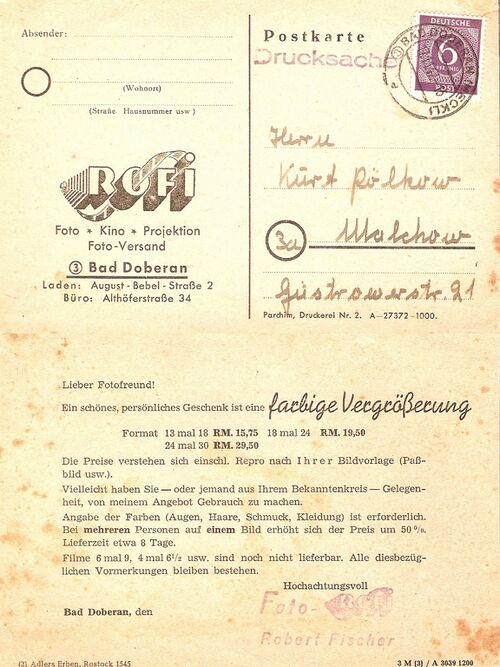 Absender:
Postkarte
Drucksache
③ BAD DOBERAN MECKL
DEUTSCHE
6
PFENNIG
POST
(Wohnort)
(Straße Hausnummer usw)
ROFi
Foto * Kino * Projektion
Foto-Versand
③ Bad Doberan
Laden: August-Bebel-Straße 2
Büro: Althöferstraße 34
Herrn
Kurt Pölkow
3a
Malchow
Güstrowerstr. 21
Parchim, Druckerei Nr. 2. A—27372—1000.
Lieber Fotofreund!
Ein schönes, persönliches Geschenk ist eine farbige Vergrößerung
Format 13 mal 18 RM. 15,75 18 mal 24 RM. 19,50
24 mal 30 RM. 29,50
Die Preise verstehen sich einschl. Repro nach Ihrer Bildvorlage (Paß-
bild usw.).
Vielleicht haben Sie — oder jemand aus Ihrem Bekanntenkreis — Gelegen-
heit, von meinem Angebot Gebrauch zu machen.
Angabe der Farben (Augen, Haare, Schmuck, Kleidung) ist erforderlich.
Bei mehreren Personen auf einem Bild erhöht sich der Preis um 50 %.
Lieferzeit etwa 8 Tage.
Filme 6 mal 9, 4 mal 6½ usw. sind noch nicht lieferbar. Alle diesbezüg-
lichen Vormerkungen bleiben bestehen.
Hochachtungsvoll
Bad Doberan, den
Foto-ROFi
Robert Fischer
(3) Adlers Erben, Rostock 1545
3 M (3) / A 3039 1200